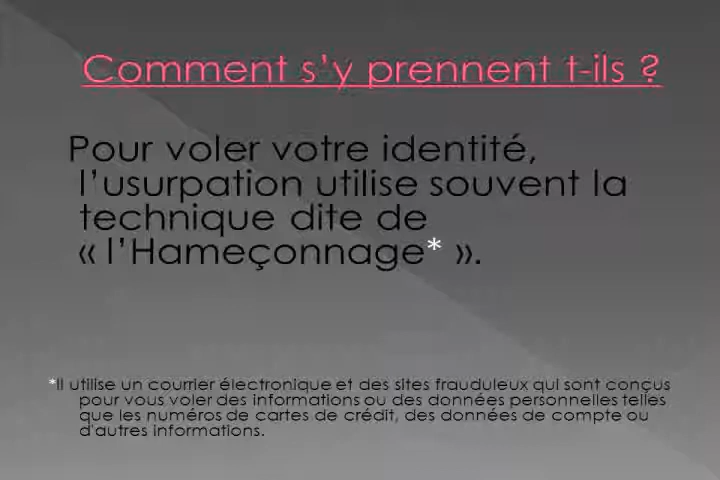 Comment s’y prennent t-ils ?
Pour voler votre identité,
l’usurpation utilise souvent la
technique dite de
« l’Hameçonnage* ».
*Il utilise un courrier électronique et des sites frauduleux qui sont conçus
pour vous voler des informations ou des données personnelles telles
que les numéros de cartes de crédit, des données de compte ou
d'autres informations.